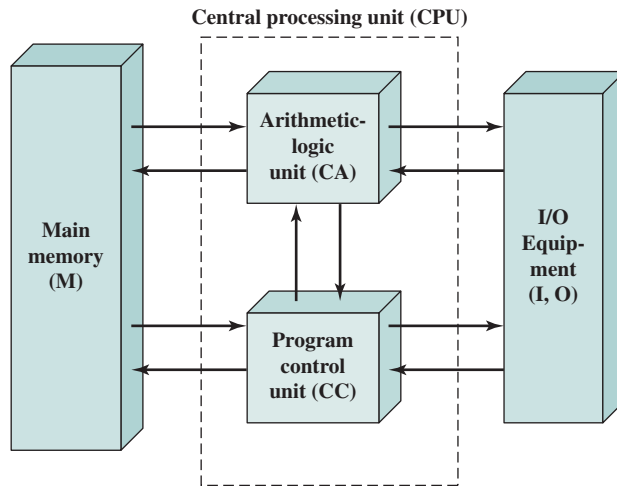 Central processing unit (CPU)
Arithmetic-
logic
unit (CA)
Main
memory
(M)
I/O
Equip-
ment
(I, O)
Program
control
unit (CC)